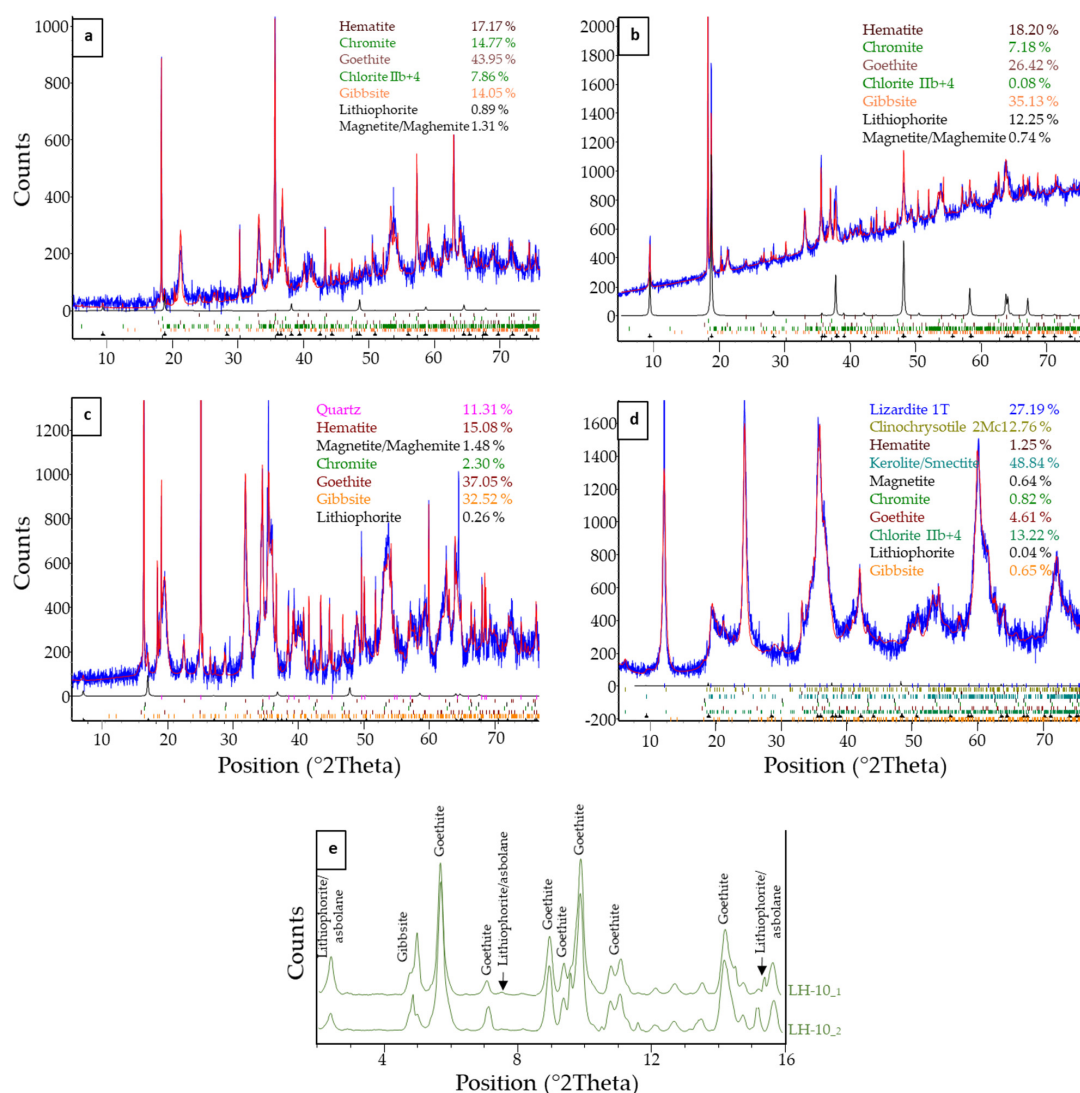 a
Hematite 17.17 %
Chromite 14.77 %
Goethite 43.95 %
Chlorite IIb+4 7.86 %
Gibbsite 14.05 %
Lithiophorite 0.89 %
Magnetite/Maghemite 1.31 %
1000
800
600
400
200
0
Counts
10 20 30 40 50 60 70
b
Hematite 18.20 %
Chromite 7.18 %
Goethite 26.42 %
Chlorite IIb+4 0.08 %
Gibbsite 35.13 %
Lithiophorite 12.25 %
Magnetite/Maghemite 0.74 %
2000
1800
1600
1400
1200
1000
800
600
400
200
0
10 20 30 40 50 60 70
c
Quartz 11.31 %
Hematite 15.08 %
Magnetite/Maghemite 1.48 %
Chromite 2.30 %
Goethite 37.05 %
Gibbsite 32.52 %
Lithiophorite 0.26 %
1200
1000
800
600
400
200
0
Counts
10 20 30 40 50 60 70
Position (°2Theta)
d
Lizardite 1T 27.19 %
Clinochrysotile 2Mc12.76 %
Hematite 1.25 %
Kerolite/Smectite 48.84 %
Magnetite 0.64 %
Chromite 0.82 %
Goethite 4.61 %
Chlorite IIb+4 13.22 %
Lithiophorite 0.04 %
Gibbsite 0.65 %
1600
1400
1200
1000
800
600
400
200
0
-200
10 20 30 40 50 60 70
Position (°2Theta)
e
Lithiophorite/
asbolane
Gibbsite
Goethite
Goethite
Lithiophorite/asbolane
Goethite
Goethite
Goethite
Goethite
Goethite
Lithiophorite/
asbolane
LH-10_1
LH-10_2
Counts
4 8 12 16
Position (°2Theta)